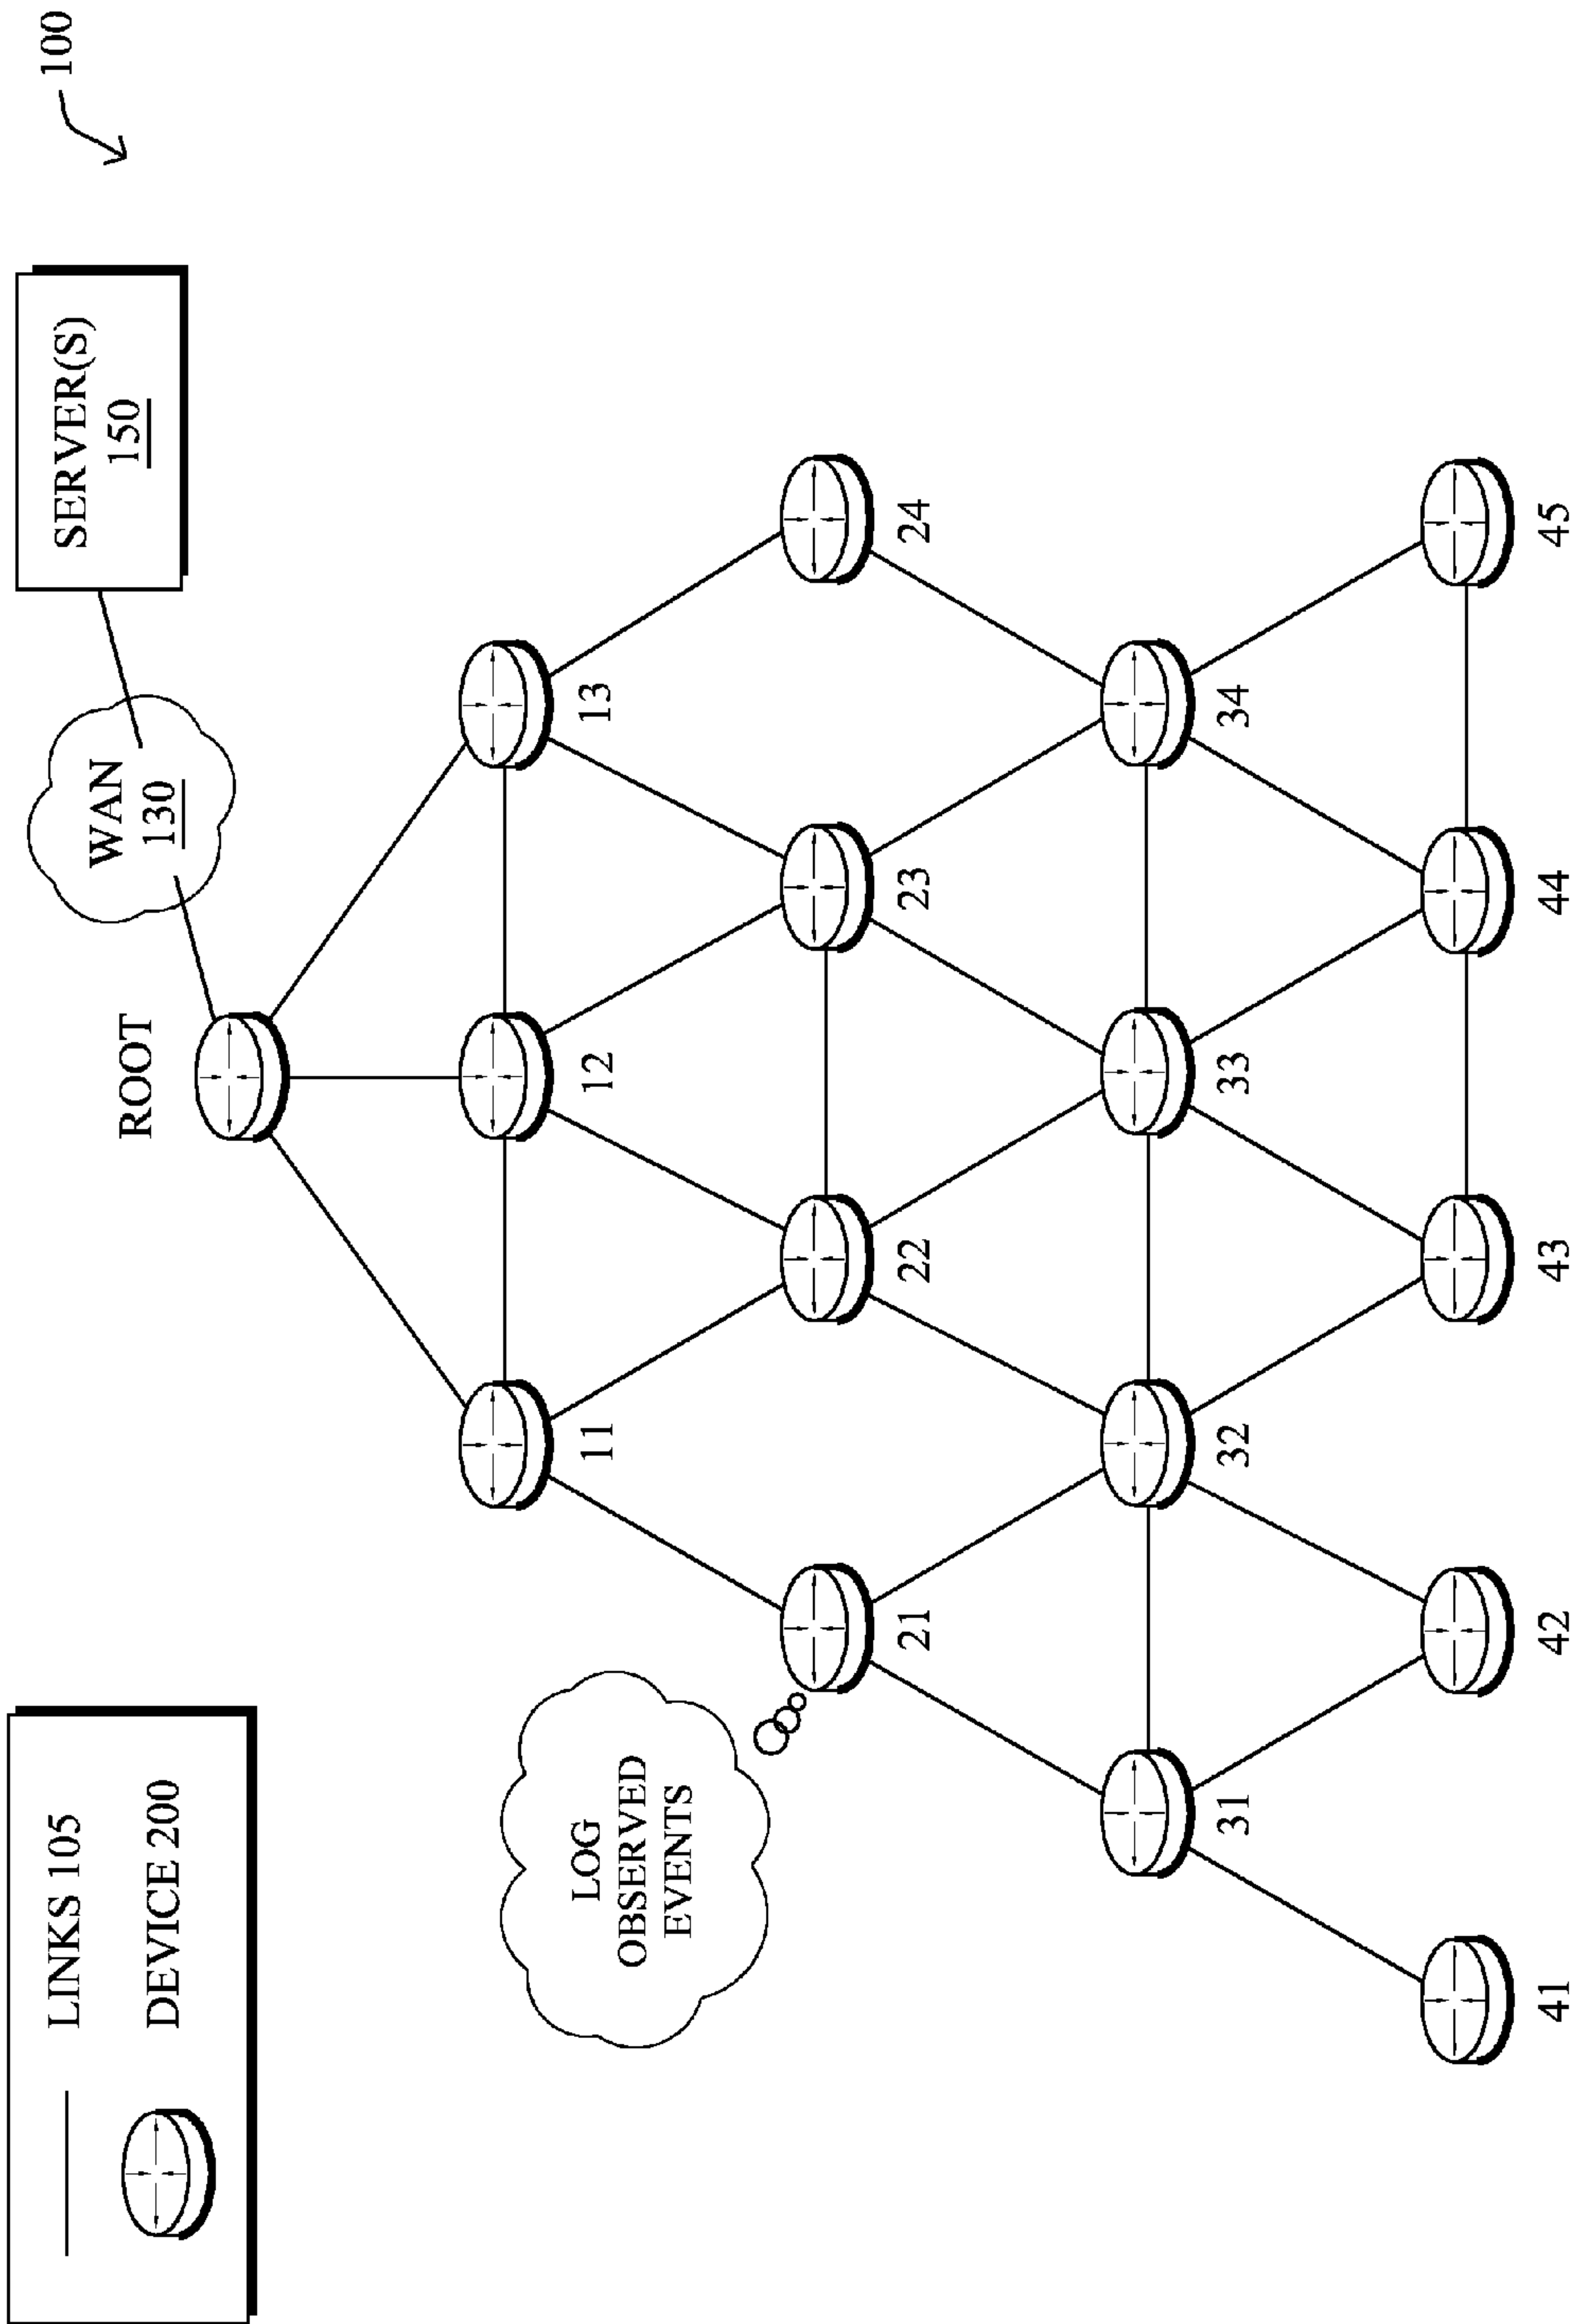 LINKS 105
DEVICE 200
100
SERVER(S)
150
WAN
130
ROOT
11
12
13
LOG
OBSERVED
EVENTS
21
22
23
24
31
32
33
34
41
42
43
44
45